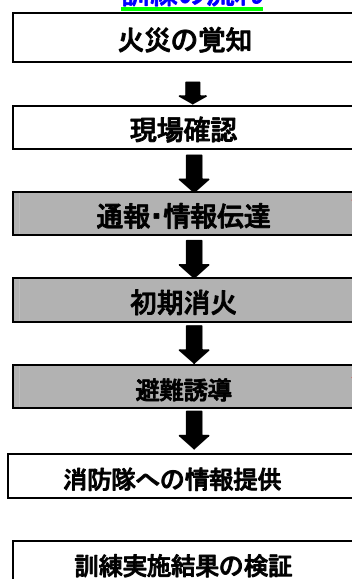 訓練の流れ
火災の覚知
現場確認
通報・情報伝達
初期消火
避難誘導
消防隊への情報提供
訓練実施結果の検証